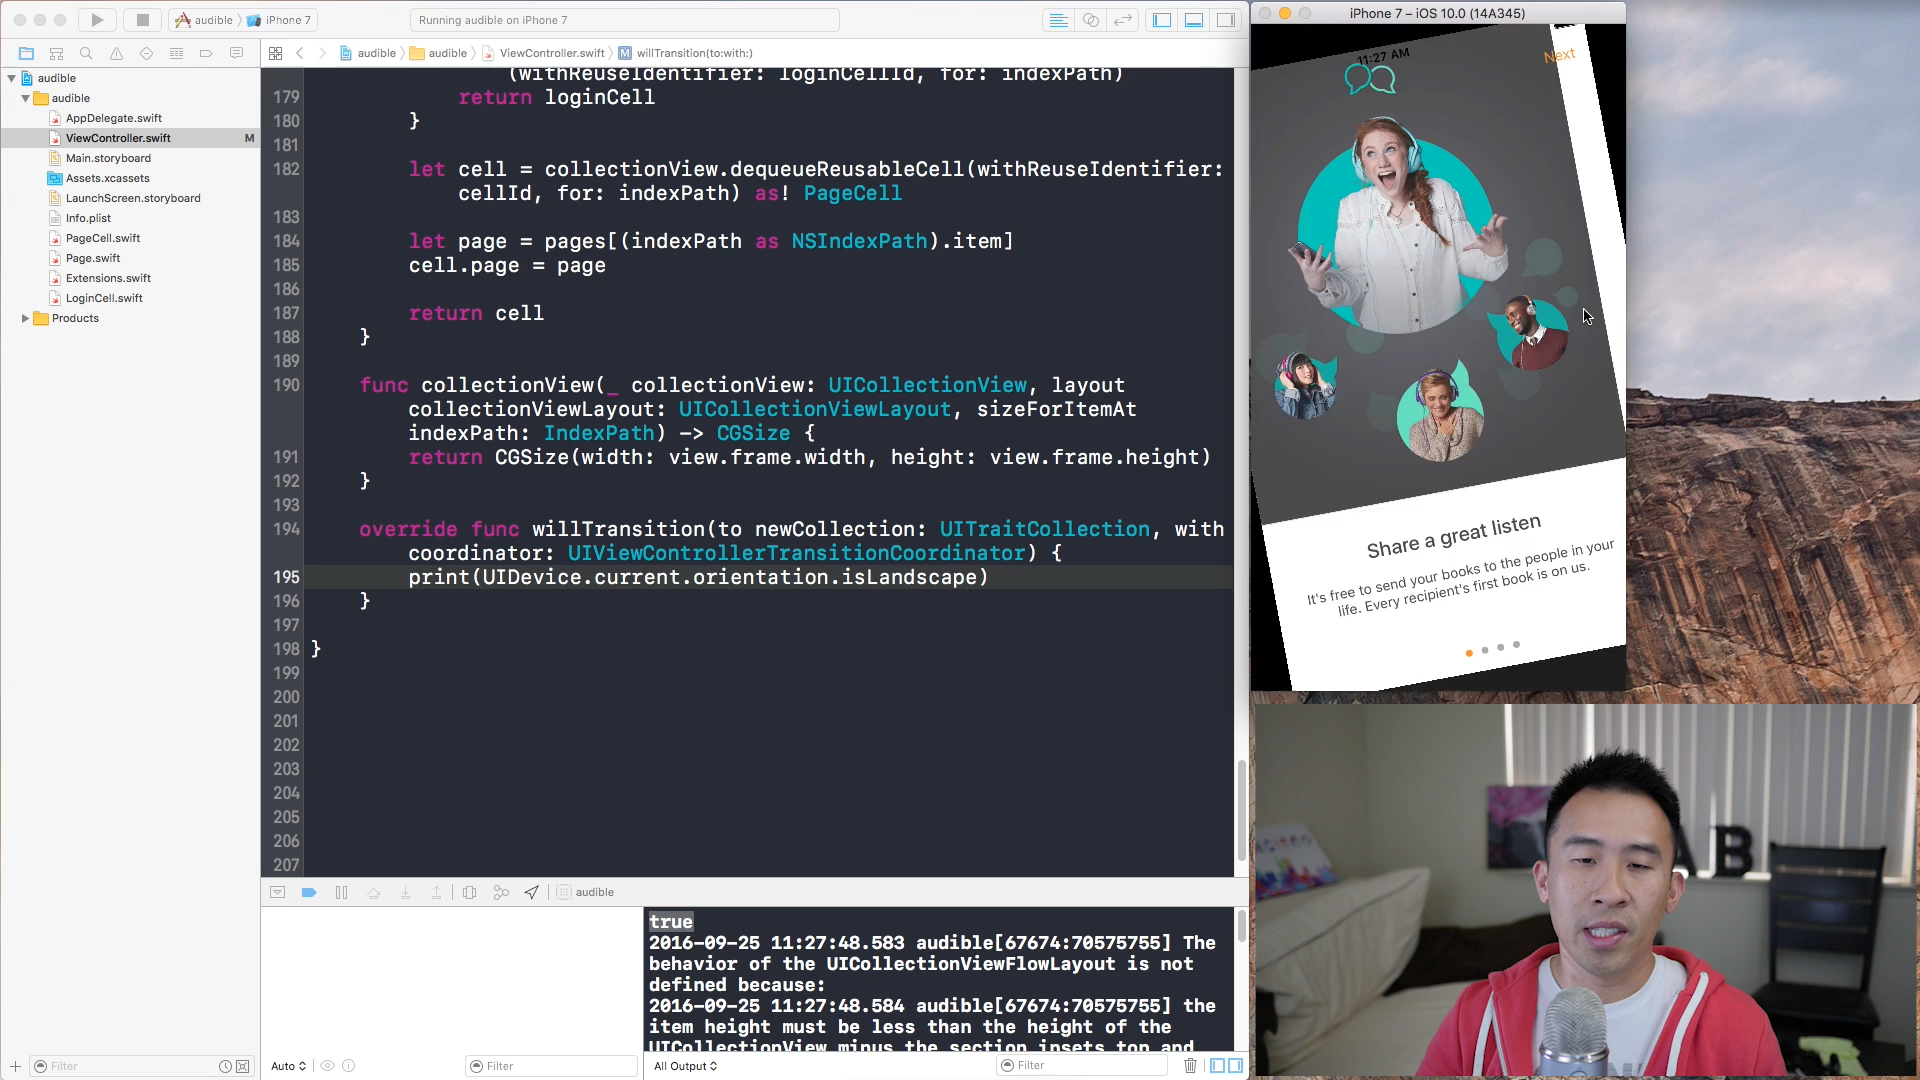 audible
iPhone 7
Running audible on iPhone 7
audible
audible
ViewController.swift
M
willTransition(to:with:)
audible
audible
AppDelegate.swift
ViewController.swift
M
Main.storyboard
Assets.xcassets
LaunchScreen.storyboard
Info.plist
PageCell.swift
Page.swift
Extensions.swift
LoginCell.swift
Products
Filter
(withReuseIdentifier: loginCellId, for: indexPath)
179 return loginCell
180 }
181
182 let cell = collectionView.dequeueReusableCell(withReuseIdentifier:
cellId, for: indexPath) as! PageCell
183
184 let page = pages[(indexPath as NSIndexPath).item]
185 cell.page = page
186
187 return cell
188 }
189
190 func collectionView(_ collectionView: UICollectionView, layout
collectionViewLayout: UICollectionViewLayout, sizeForItemAt
indexPath: IndexPath) -> CGSize {
191 return CGSize(width: view.frame.width, height: view.frame.height)
192 }
193
194 override func willTransition(to newCollection: UITraitCollection, with
coordinator: UIViewControllerTransitionCoordinator) {
195 print(UIDevice.current.orientation.isLandscape)
196 }
197
198 }
199
200
201
202
203
204
205
206
207
audible
true
2016-09-25 11:27:48.583 audible[67674:70575755] The
behavior of the UICollectionViewFlowLayout is not
defined because:
2016-09-25 11:27:48.584 audible[67674:70575755] the
item height must be less than the height of the
UICollectionView minus the section insets top and
Auto
Filter
All Output
Filter
iPhone 7 – iOS 10.0 (14A345)
11:27 AM
Next
Share a great listen
It's free to send your books to the people in your
life. Every recipient's first book is on us.